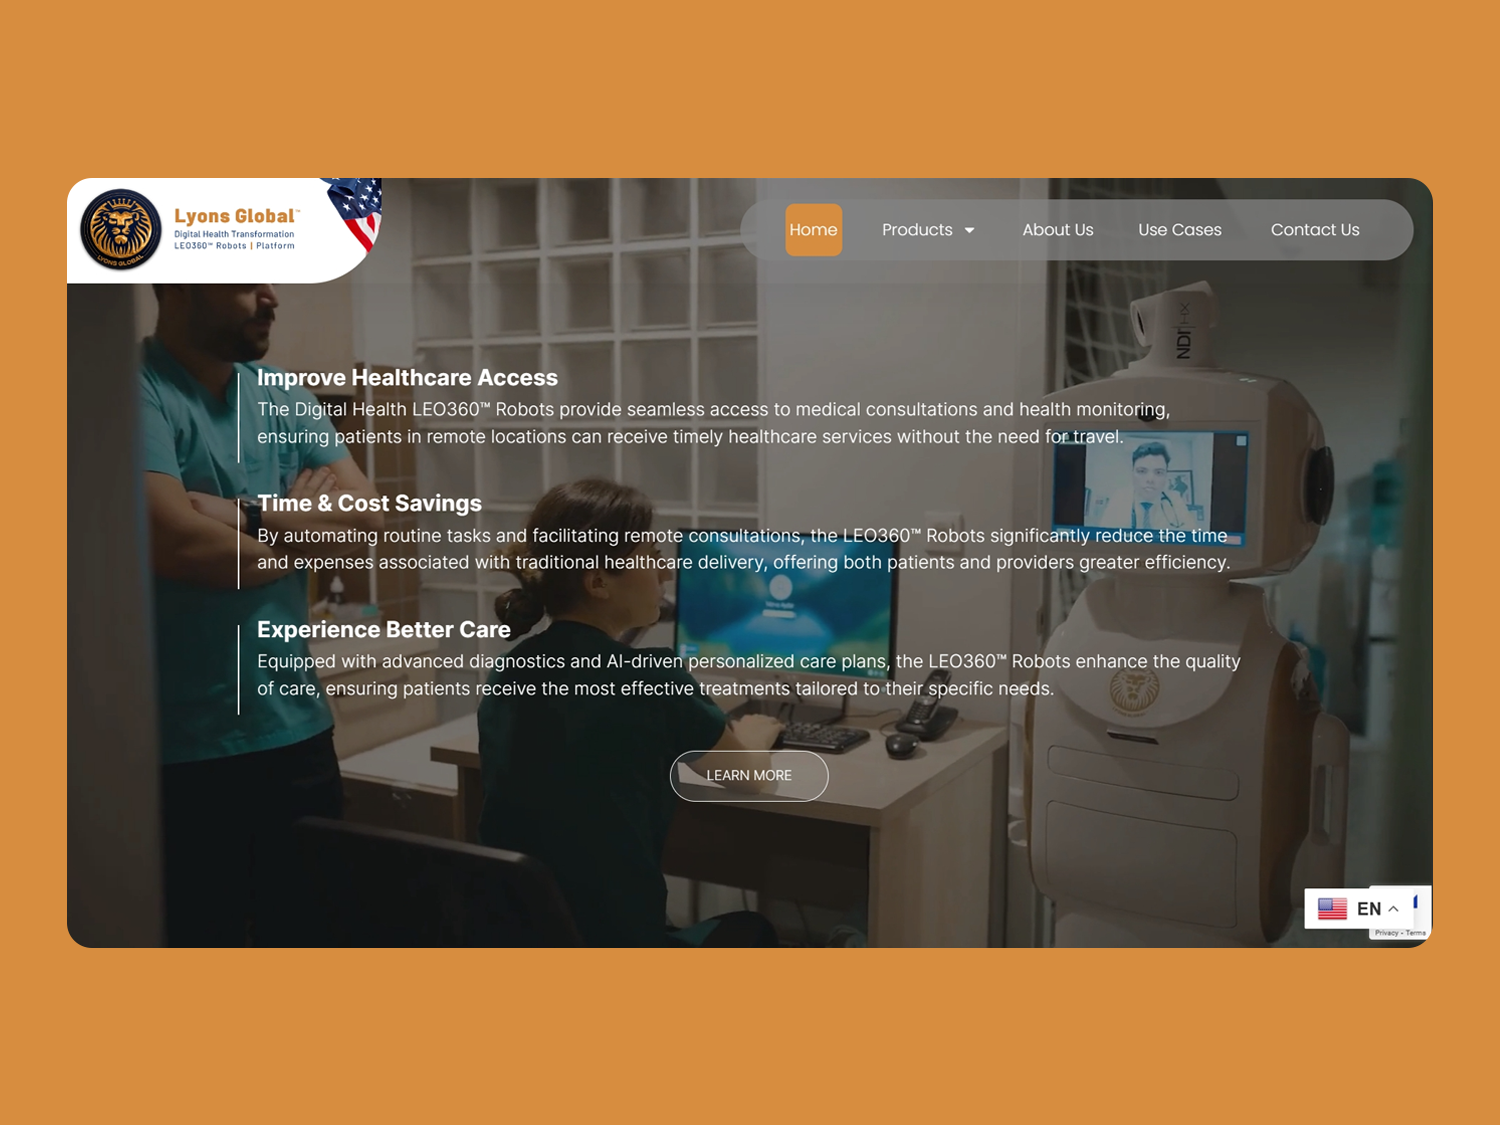 Lyons Global™
Digital Health Transformation
LEO360™ Robots | Platform
LYONS GLOBAL
Home
Products
About Us
Use Cases
Contact Us
NDI HX
Improve Healthcare Access
The Digital Health LEO360™ Robots provide seamless access to medical consultations and health monitoring,
ensuring patients in remote locations can receive timely healthcare services without the need for travel.
Time & Cost Savings
By automating routine tasks and facilitating remote consultations, the LEO360™ Robots significantly reduce the time
and expenses associated with traditional healthcare delivery, offering both patients and providers greater efficiency.
Experience Better Care
Equipped with advanced diagnostics and AI-driven personalized care plans, the LEO360™ Robots enhance the quality
of care, ensuring patients receive the most effective treatments tailored to their specific needs.
LEARN MORE
EN
Privacy - Terms